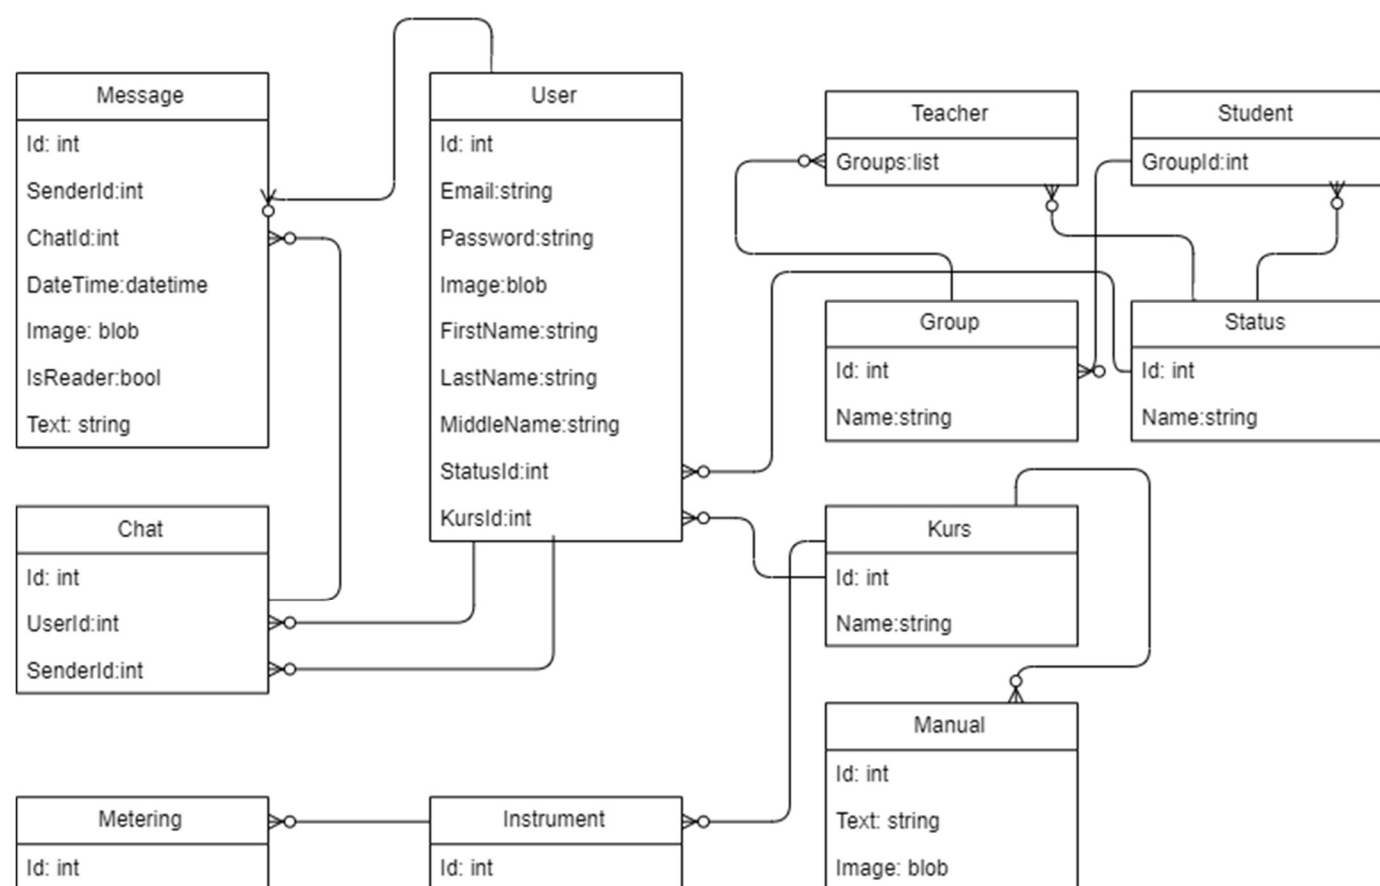 Message
Id: int
SenderId:int
ChatId:int
DateTime:datetime
Image: blob
IsReader:bool
Text: string
User
Id: int
Email:string
Password:string
Image:blob
FirstName:string
LastName:string
MiddleName:string
StatusId:int
KursId:int
Teacher
Groups:list
Student
GroupId:int
Group
Id: int
Name:string
Status
Id: int
Name:string
Chat
Id: int
UserId:int
SenderId:int
Kurs
Id: int
Name:string
Manual
Id: int
Text: string
Image: blob
Metering
Id: int
Instrument
Id: int